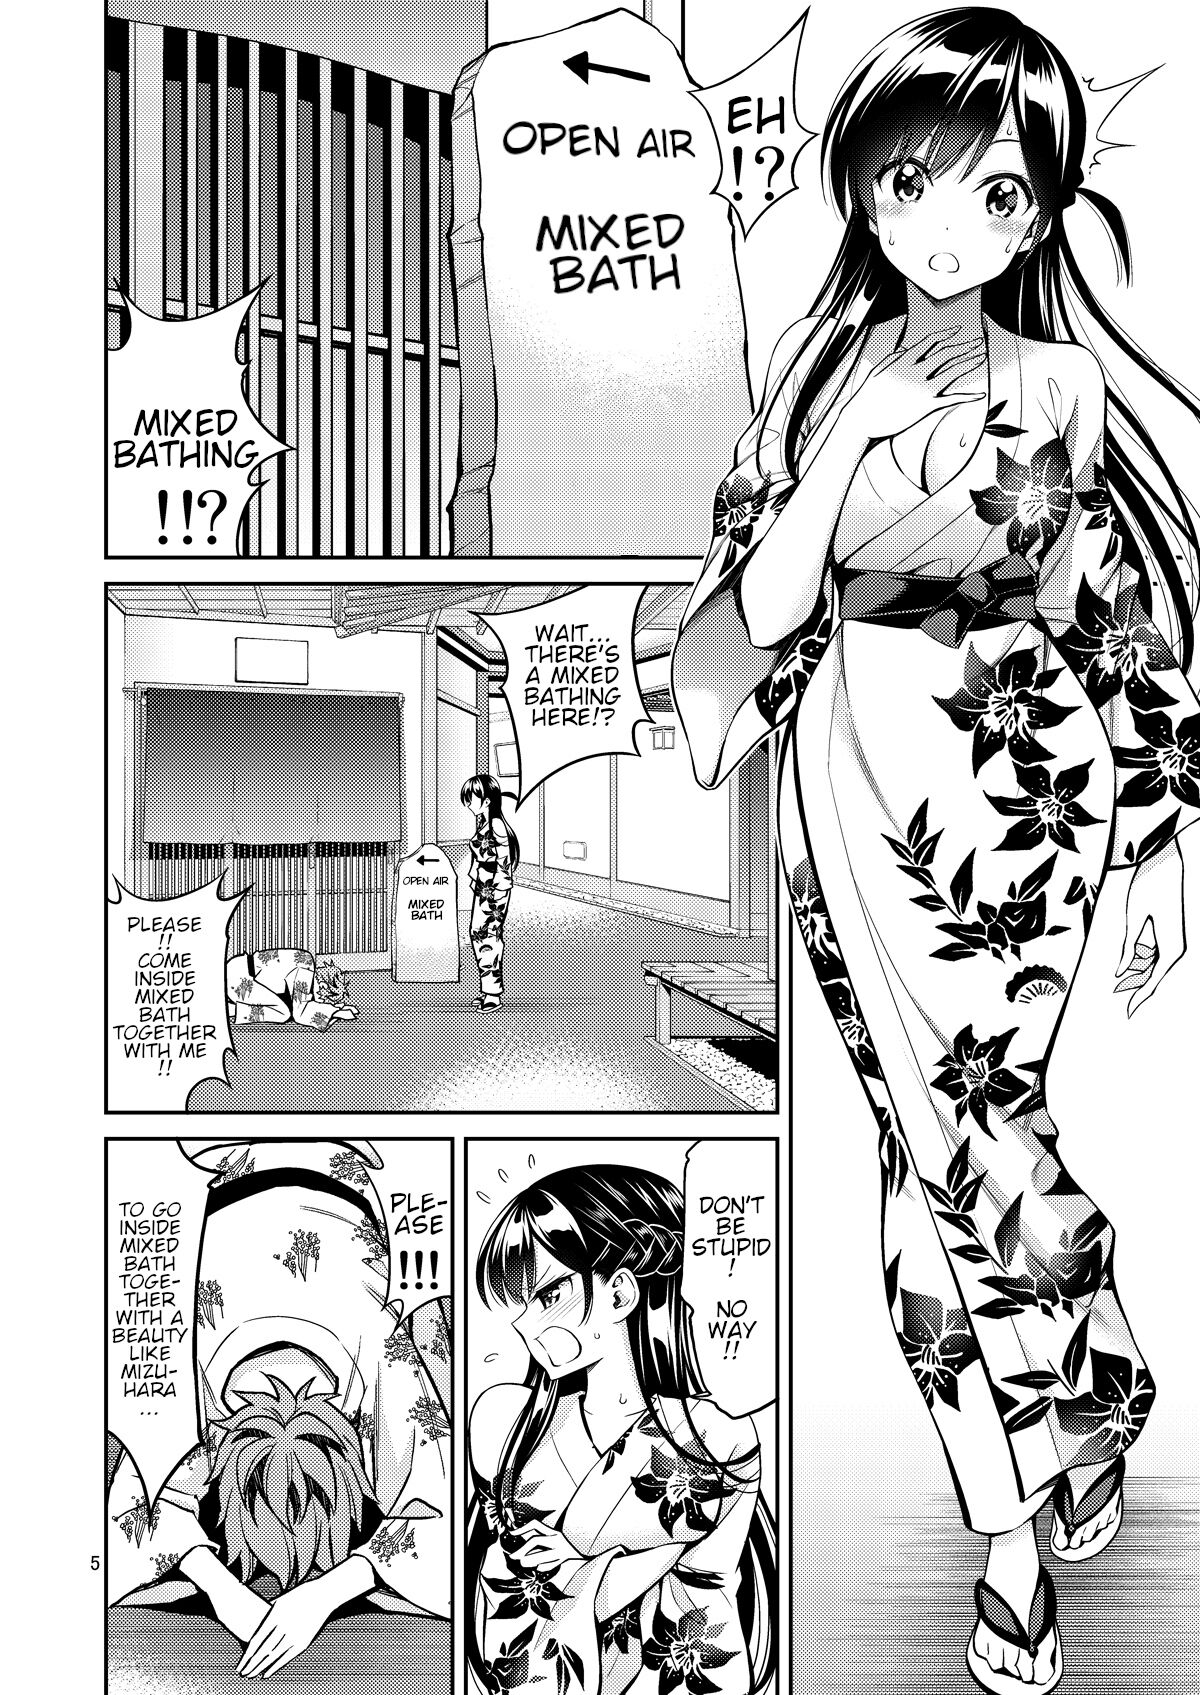 EH
!?
←
OPEN AIR
MIXED
BATH
MIXED
BATHING
!!?
WAIT...
THERE'S
A MIXED
BATHING
HERE!?
←
OPEN AIR
MIXED
BATH
PLEASE
!!
COME
INSIDE
MIXED
BATH
TOGETHER
WITH ME
!!
DON'T
BE
STUPID
!
NO
WAY!!
PLE-
ASE
!!!
TO GO
INSIDE
MIXED
BATH
TOGE-
THER
WITH A
BEAUTY
LIKE
MIZU-
HARA
...
5